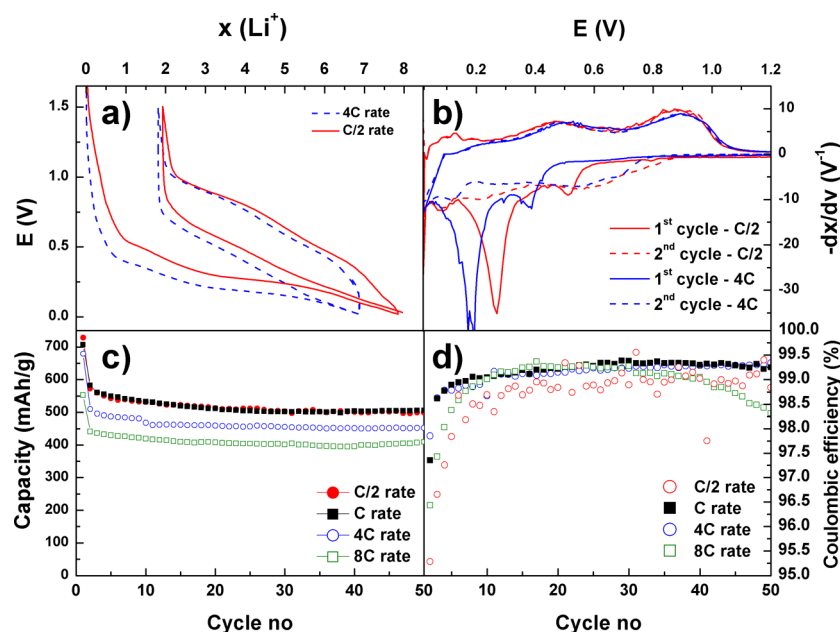 x (Li⁺) E (V)
0 1 2 3 4 5 6 7 8 0.2 0.4 0.6 0.8 1.0 1.2
a) b)
4C rate
C/2 rate
E (V)
1.5
1.0
0.5
0.0
1ˢᵗ cycle - C/2
2ⁿᵈ cycle - C/2
1ˢᵗ cycle - 4C
2ⁿᵈ cycle - 4C
10
0
-10
-20
-30
-dx/dv (V⁻¹)
c) d)
Capacity (mAh/g)
700
600
500
400
300
200
100
0
C/2 rate
C rate
4C rate
8C rate
C/2 rate
C rate
4C rate
8C rate
100.0
99.5
99.0
98.5
98.0
97.5
97.0
96.5
96.0
95.5
95.0
Coulombic efficiency (%)
0 10 20 30 40 50 10 20 30 40 50
Cycle no Cycle no